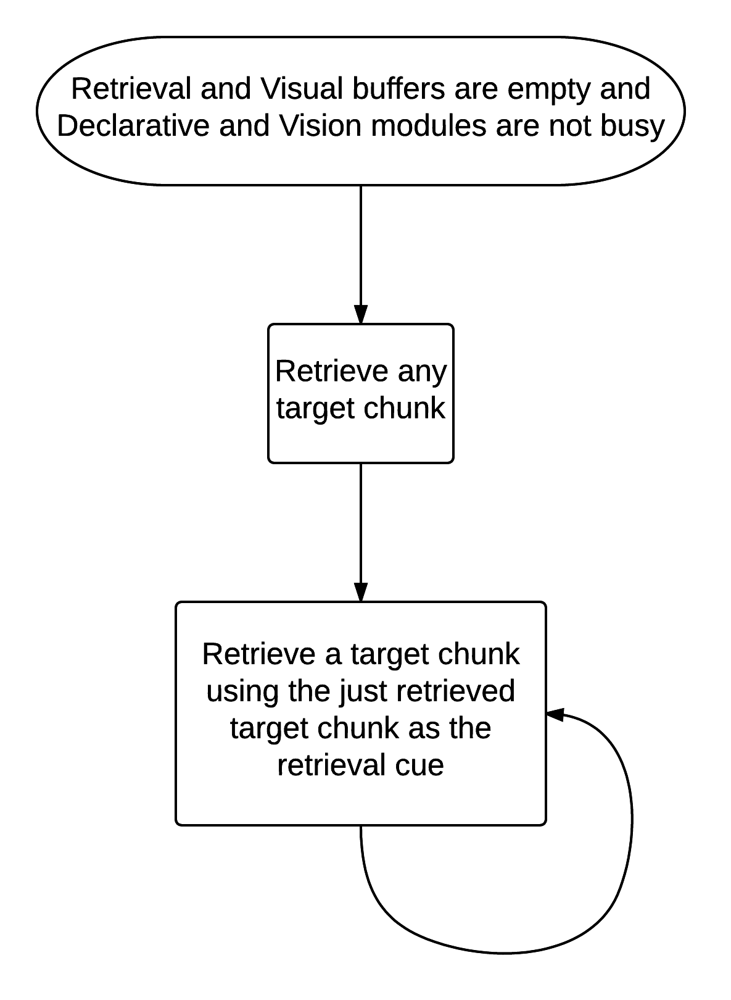 Retrieval and Visual buffers are empty and
Declarative and Vision modules are not busy
Retrieve any
target chunk
Retrieve a target chunk
using the just retrieved
target chunk as the
retrieval cue